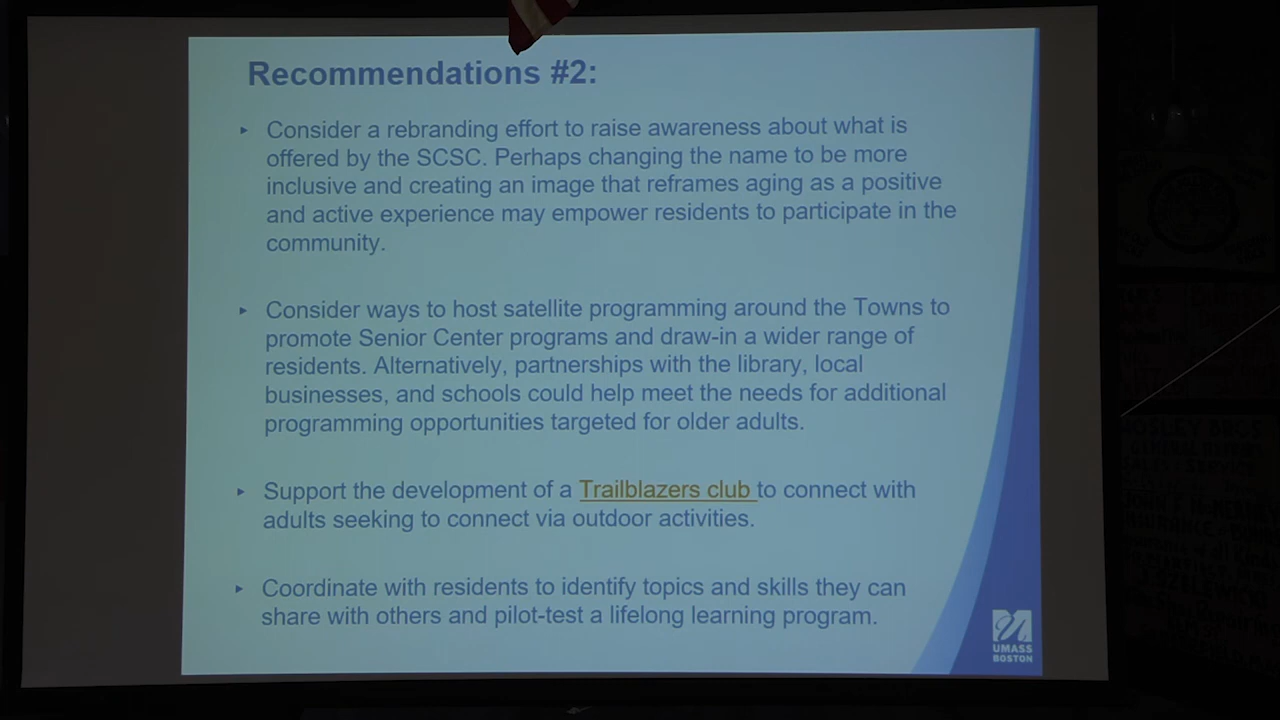 Recommendations #2:
Consider a rebranding effort to raise awareness about what is
offered by the SCSC. Perhaps changing the name to be more
inclusive and creating an image that reframes aging as a positive
and active experience may empower residents to participate in the
community.
Consider ways to host satellite programming around the Towns to
promote Senior Center programs and draw-in a wider range of
residents. Alternatively, partnerships with the library, local
businesses, and schools could help meet the needs for additional
programming opportunities targeted for older adults.
Support the development of a Trailblazers club to connect with
adults seeking to connect via outdoor activities.
Coordinate with residents to identify topics and skills they can
share with others and pilot-test a lifelong learning program.
UMASS
BOSTON